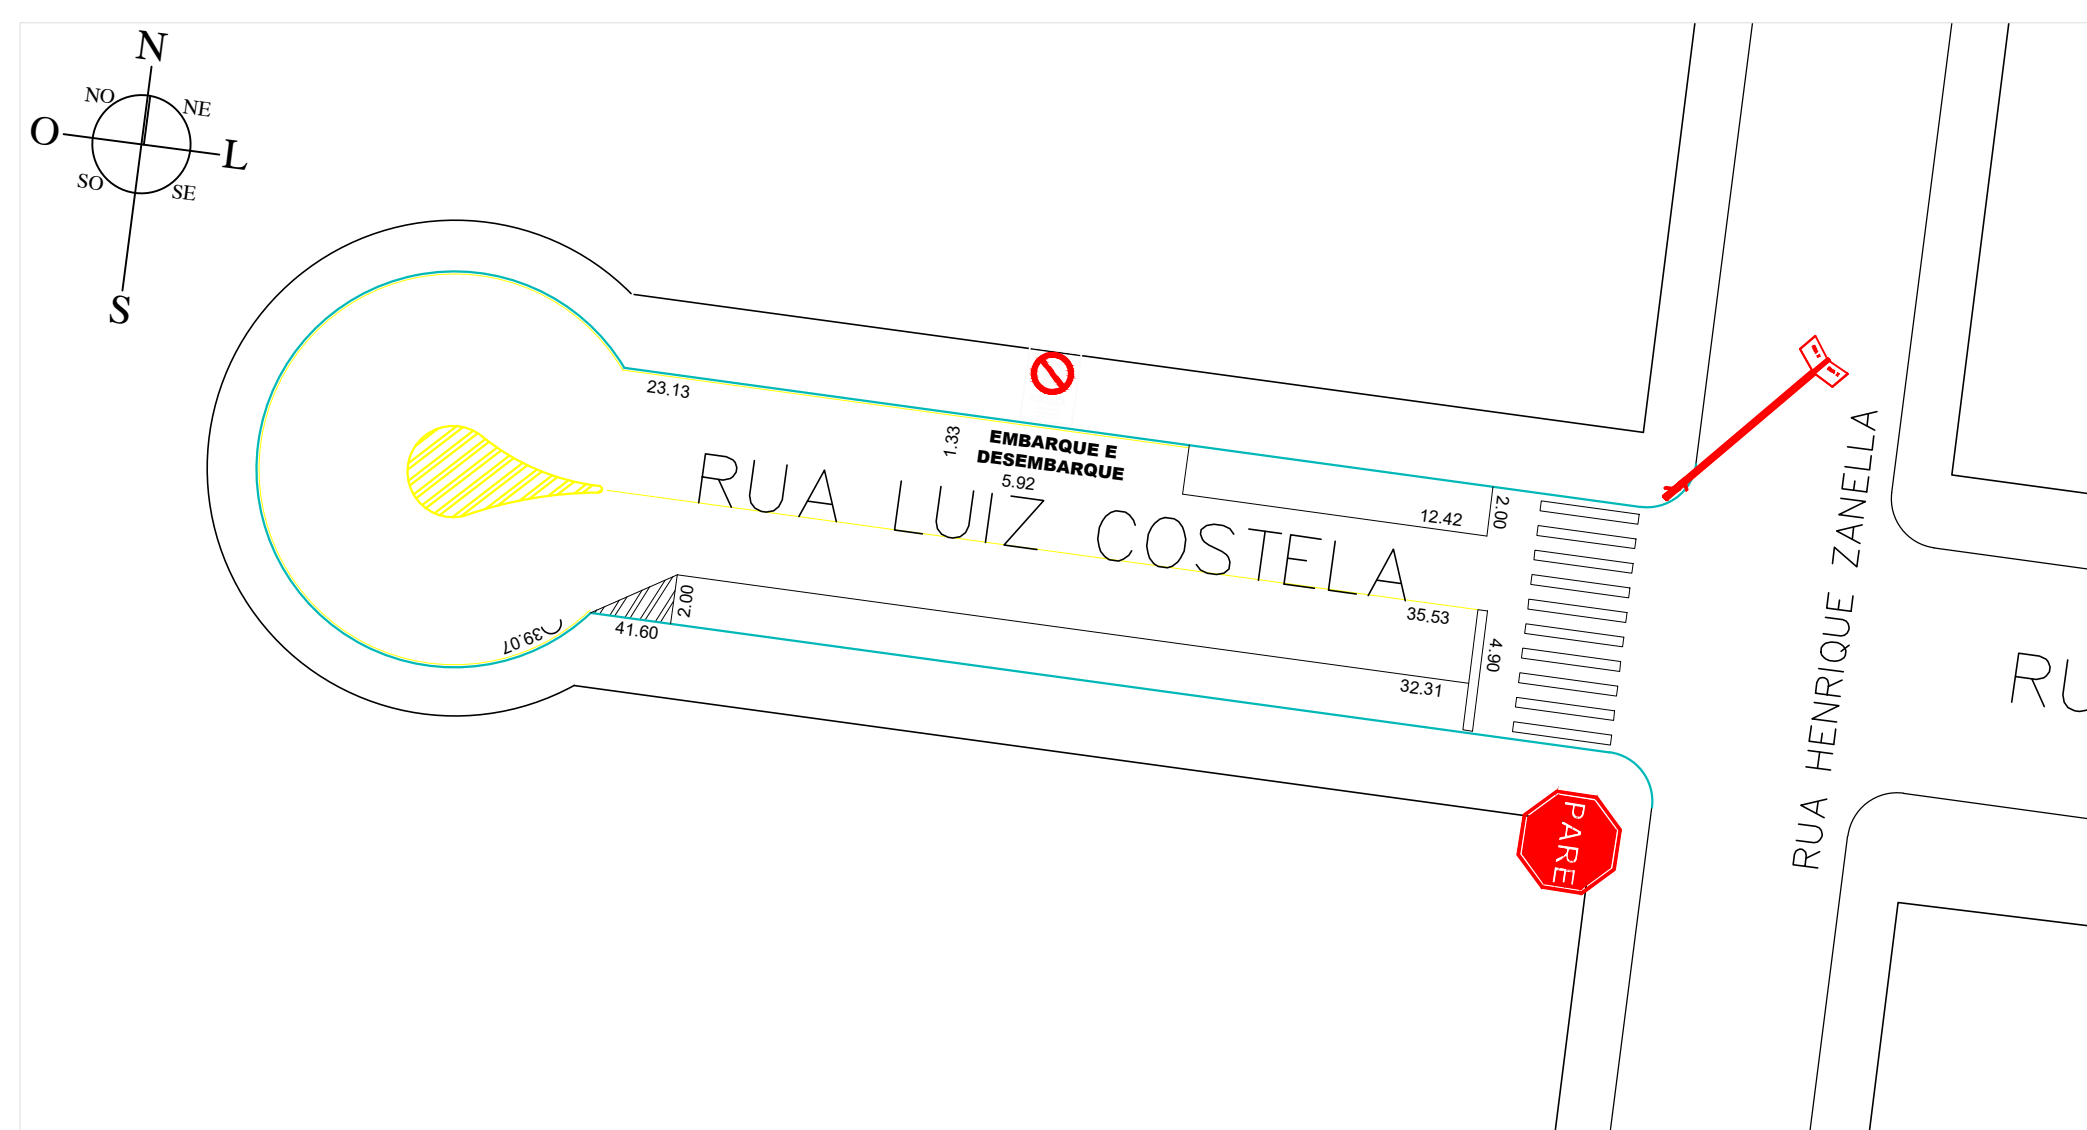 N
NO
NE
O
L
SO
SE
S
23.13
1.33
EMBARQUE E
DESEMBARQUE
5.92
RUA LUIZ COSTELA
12.42
2.00
35.53
2.00
41.60
39.07
4.90
32.31
RUA HENRIQUE ZANELLA
RU
PARE